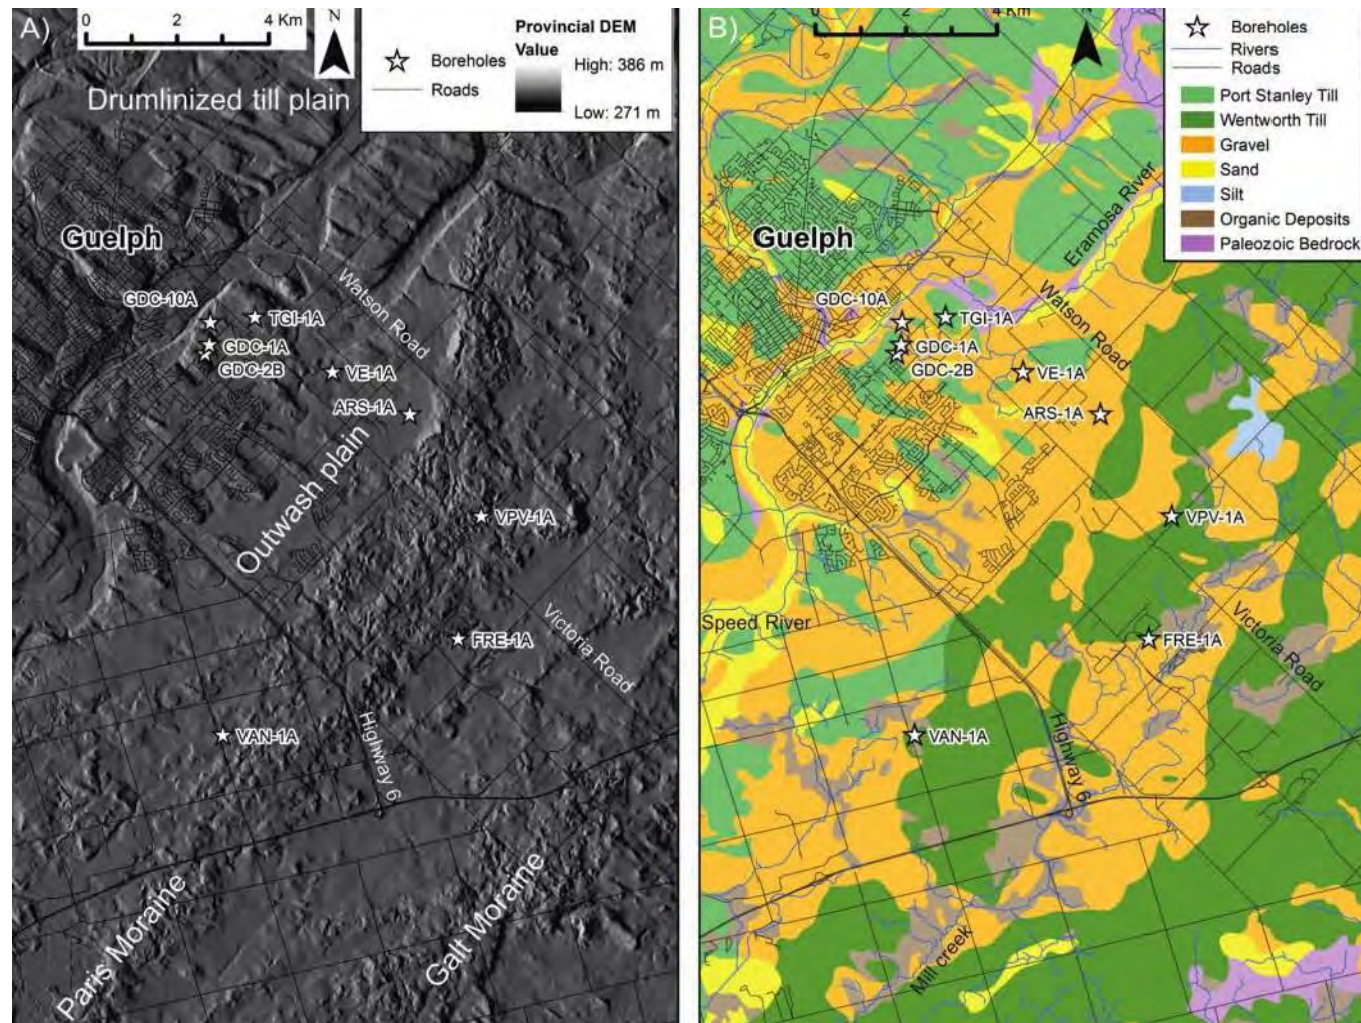 A)
0 2 4 Km
N
Boreholes
Roads
Provincial DEM
Value
High: 386 m
Low: 271 m
Drumlinized till plain
Guelph
GDC-10A
TGI-1A
GDC-1A
GDC-2B
Watson Road
VE-1A
ARS-1A
Outwash plain
VPV-1A
FRE-1A
Victoria Road
VAN-1A
Highway 6
Paris Moraine
Galt Moraine
B)
0 2 4 Km
N
Boreholes
Rivers
Roads
Port Stanley Till
Wentworth Till
Gravel
Sand
Silt
Organic Deposits
Paleozoic Bedrock
Guelph
Eramosa River
GDC-10A
TGI-1A
GDC-1A
GDC-2B
Watson Road
VE-1A
ARS-1A
VPV-1A
Speed River
FRE-1A
Victoria Road
VAN-1A
Highway 6
Mill creek